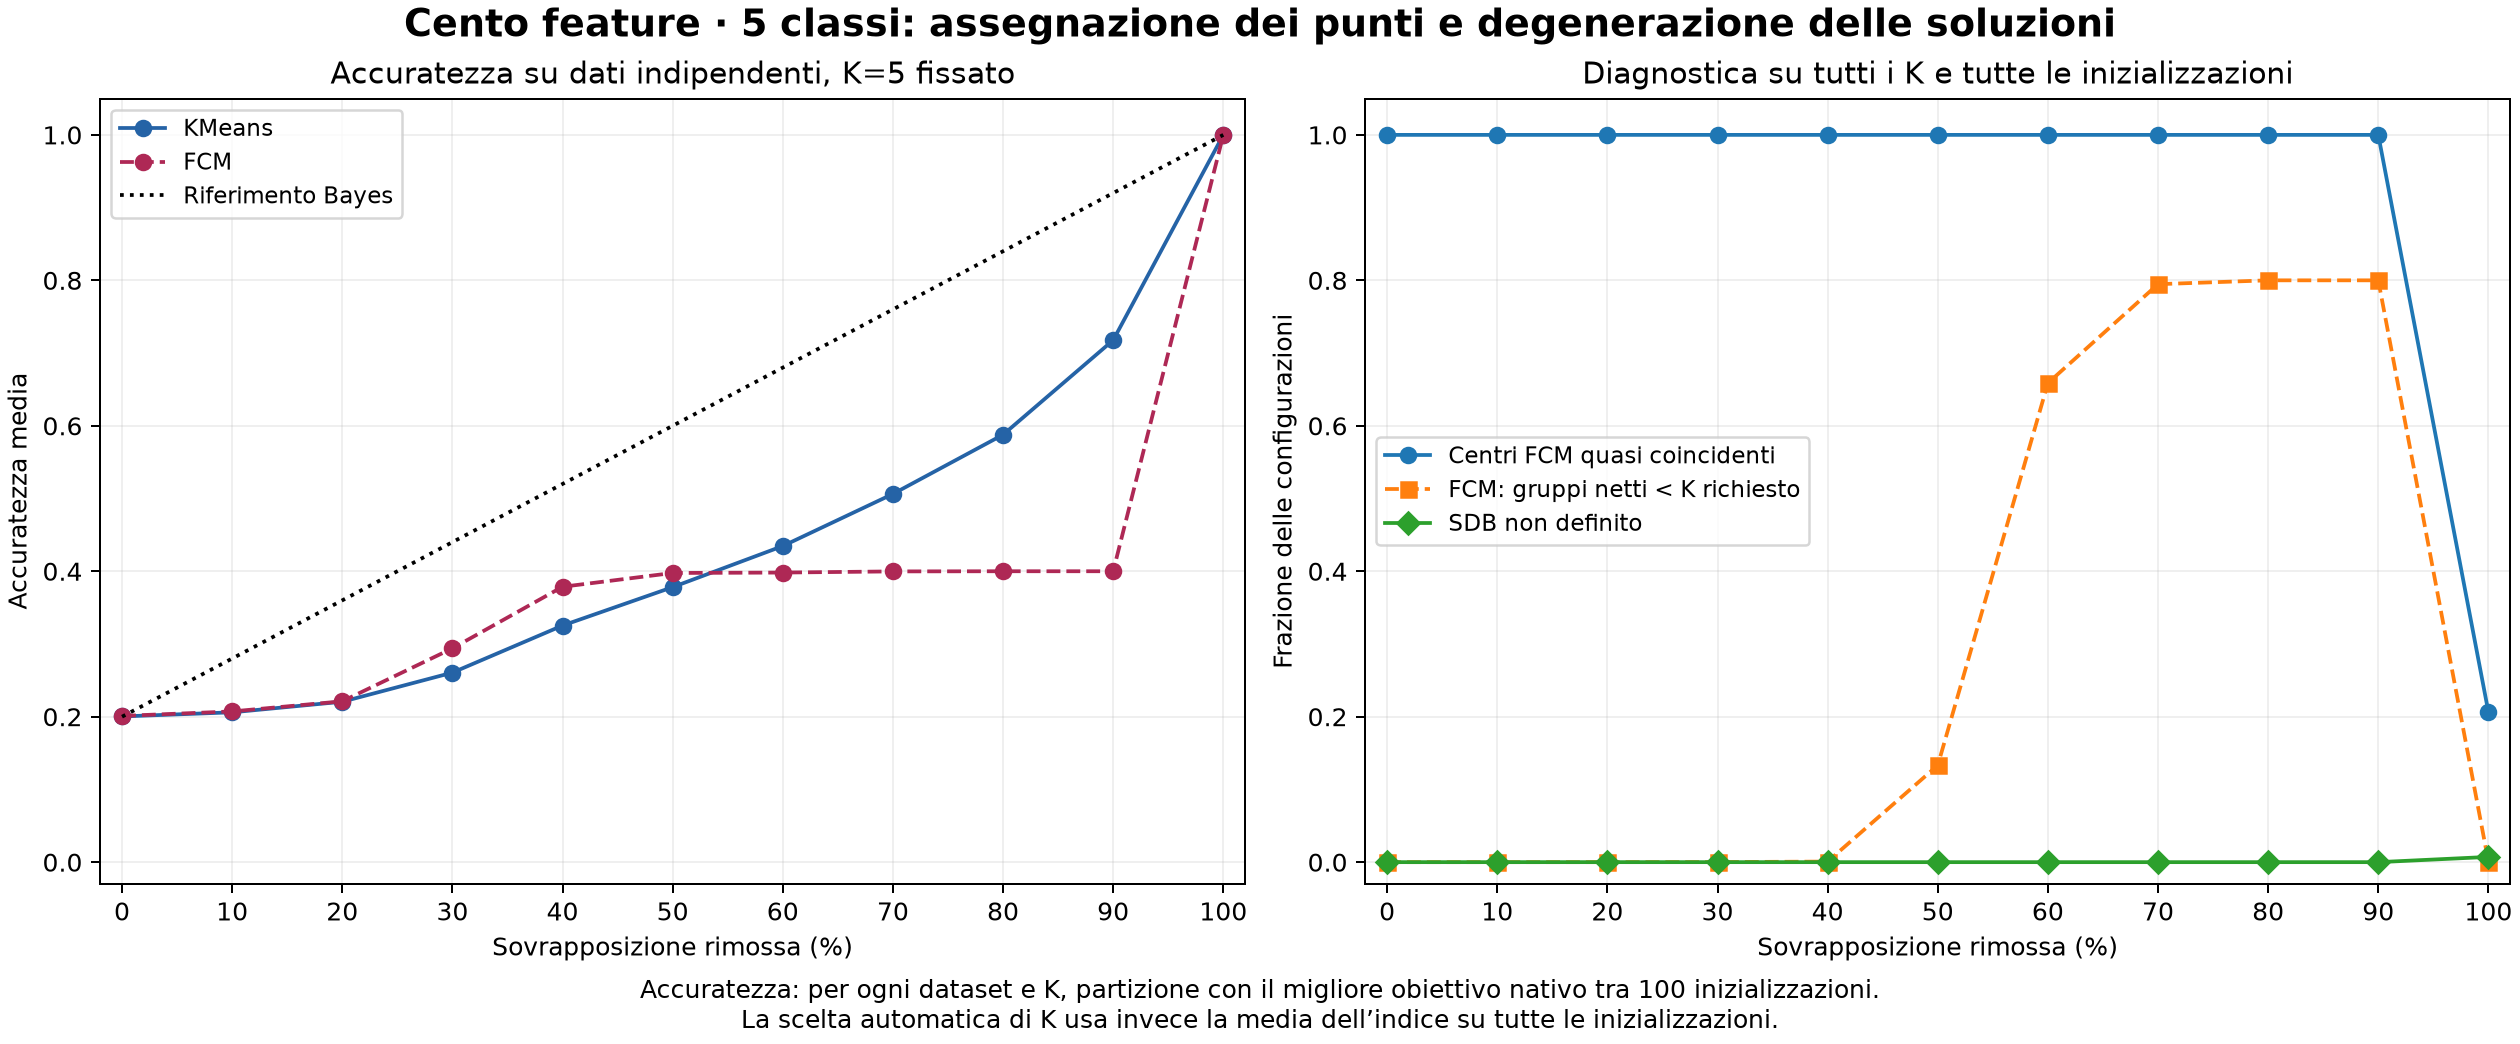 Cento feature · 5 classi: assegnazione dei punti e degenerazione delle soluzioni
Accuratezza su dati indipendenti, K=5 fissato
KMeans
FCM
Riferimento Bayes
1.0
0.8
0.6
0.4
0.2
0.0
Accuratezza media
0 10 20 30 40 50 60 70 80 90 100
Sovrapposizione rimossa (%)
Diagnostica su tutti i K e tutte le inizializzazioni
Centri FCM quasi coincidenti
FCM: gruppi netti < K richiesto
SDB non definito
1.0
0.8
0.6
0.4
0.2
0.0
Frazione delle configurazioni
0 10 20 30 40 50 60 70 80 90 100
Sovrapposizione rimossa (%)
Accuratezza: per ogni dataset e K, partizione con il migliore obiettivo nativo tra 100 inizializzazioni.
La scelta automatica di K usa invece la media dell’indice su tutte le inizializzazioni.